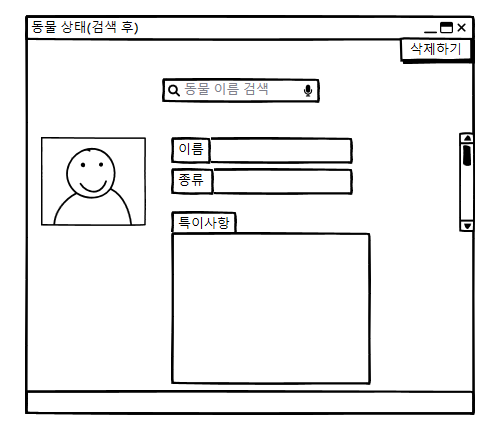 동물 상태(검색 후)
삭제하기
동물 이름 검색
이름
종류
특이사항